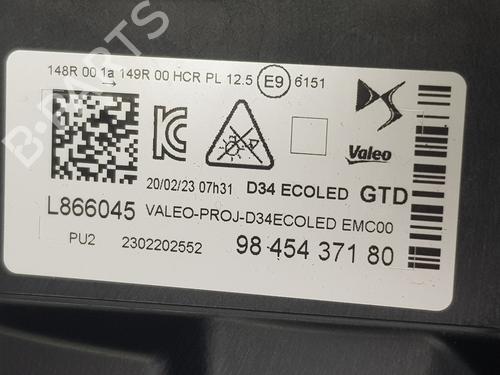 148R 00 1a 149R 00 HCR PL 12.5 E9 6151
Valeo
20/02/23 07h31 D34 ECOLED GTD
L866045 VALEO-PROJ-D34ECOLED EMC00
PU2 2302202552 98 454 371 80
B-PARTS